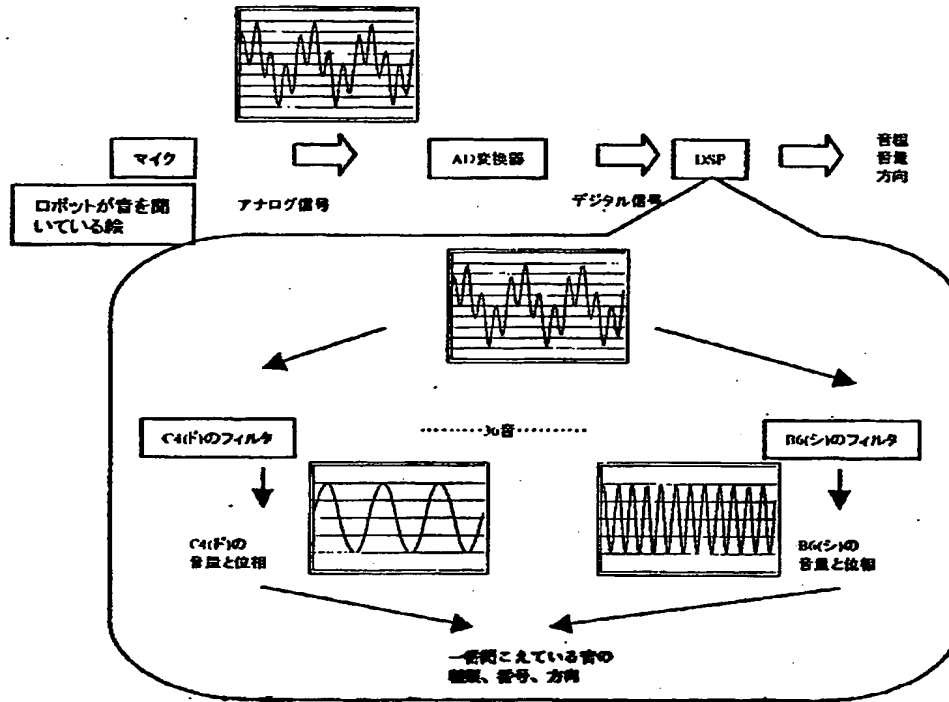 マイク
AD変換器
DSP
音程
音量
方向
ロボットが音を聞
いている絵
アナログ信号
デジタル信号
C4(ド)のフィルタ
………36音………
B6(シ)のフィルタ
C4(ド)の
音量と位相
B6(シ)の
音量と位相
一番聞こえている音の
種類、番号、方向